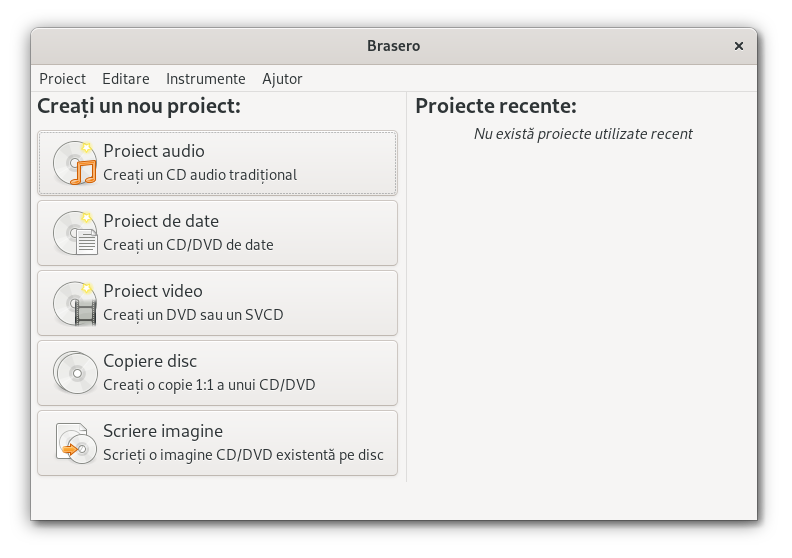 Brasero
Proiect Editare Instrumente Ajutor
Creați un nou proiect:
Proiect audio
Creați un CD audio tradițional
Proiect de date
Creați un CD/DVD de date
Proiect video
Creați un DVD sau un SVCD
Copiere disc
Creați o copie 1:1 a unui CD/DVD
Scriere imagine
Scrieți o imagine CD/DVD existentă pe disc
Proiecte recente:
Nu există proiecte utilizate recent